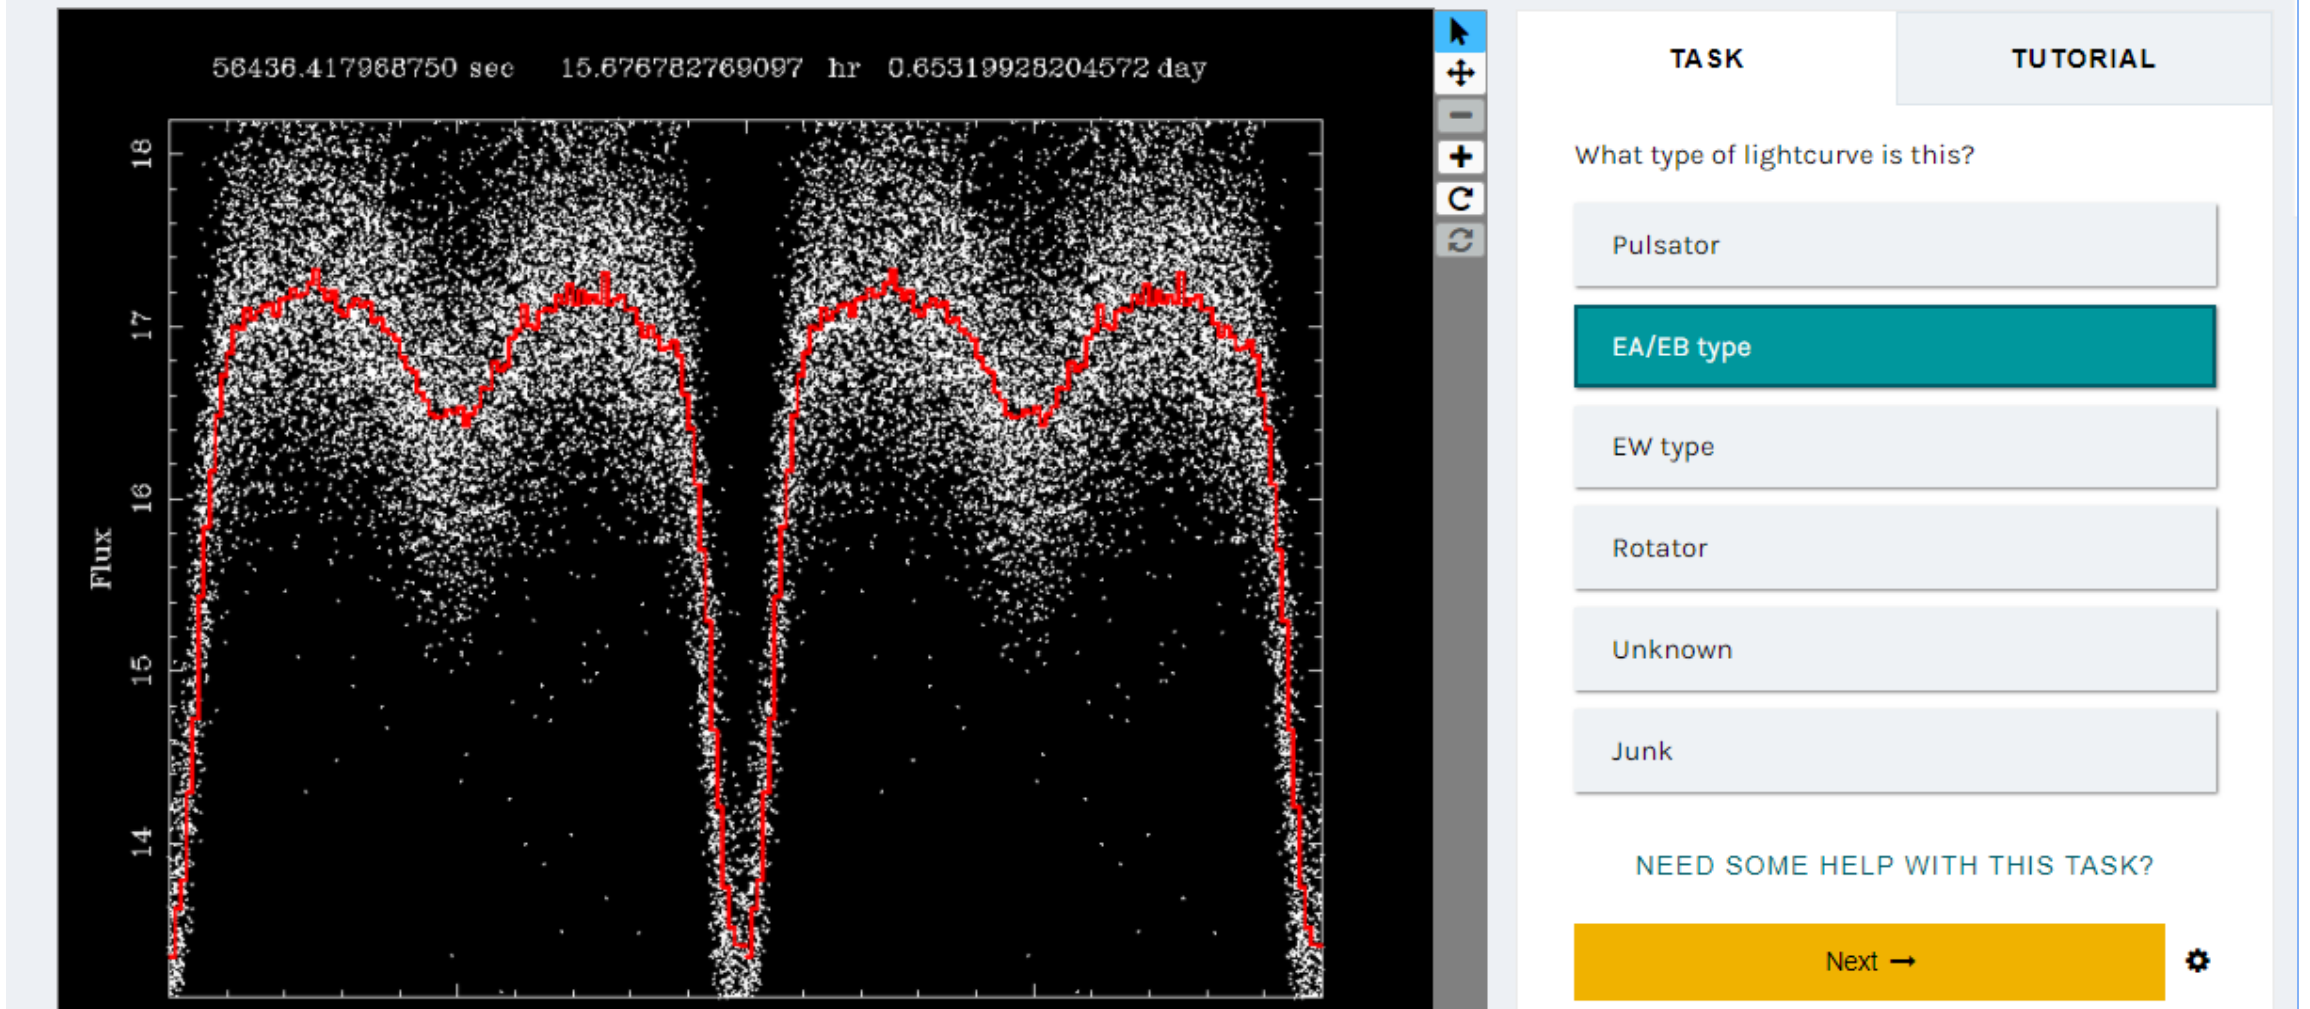 56436.417968750 sec 15.676782769097 hr 0.65319928204572 day
18
17
16
15
14
Flux
TASK
TUTORIAL
What type of lightcurve is this?
Pulsator
EA/EB type
EW type
Rotator
Unknown
Junk
NEED SOME HELP WITH THIS TASK?
Next →